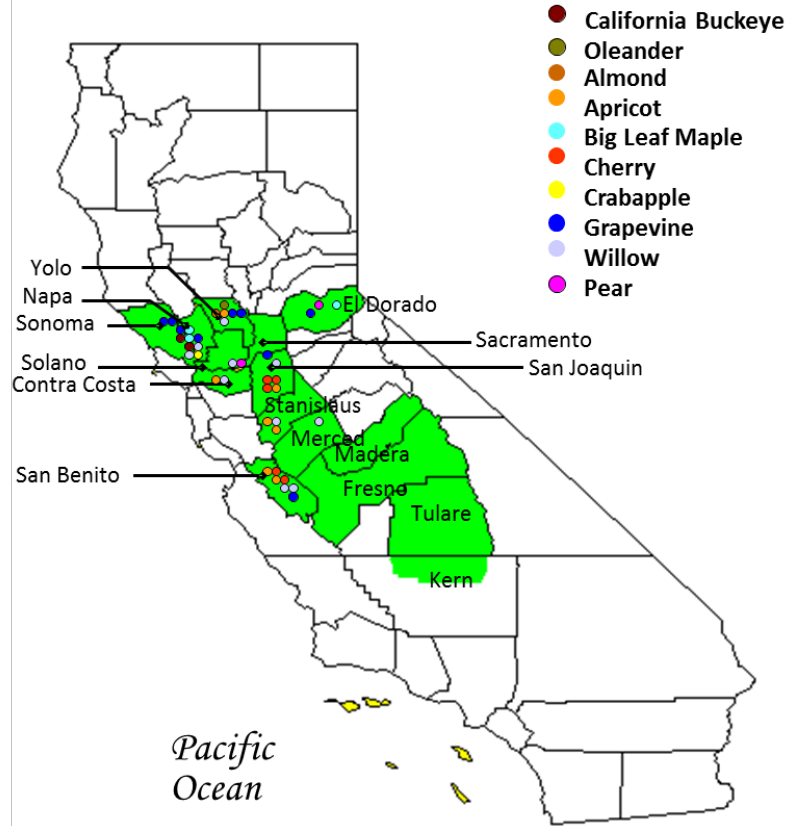 California Buckeye
Oleander
Almond
Apricot
Big Leaf Maple
Cherry
Crabapple
Grapevine
Willow
Pear
Yolo
Napa
Sonoma
El Dorado
Sacramento
Solano
San Joaquin
Contra Costa
Stanislaus
Merced
Madera
San Benito
Fresno
Tulare
Kern
Pacific
Ocean